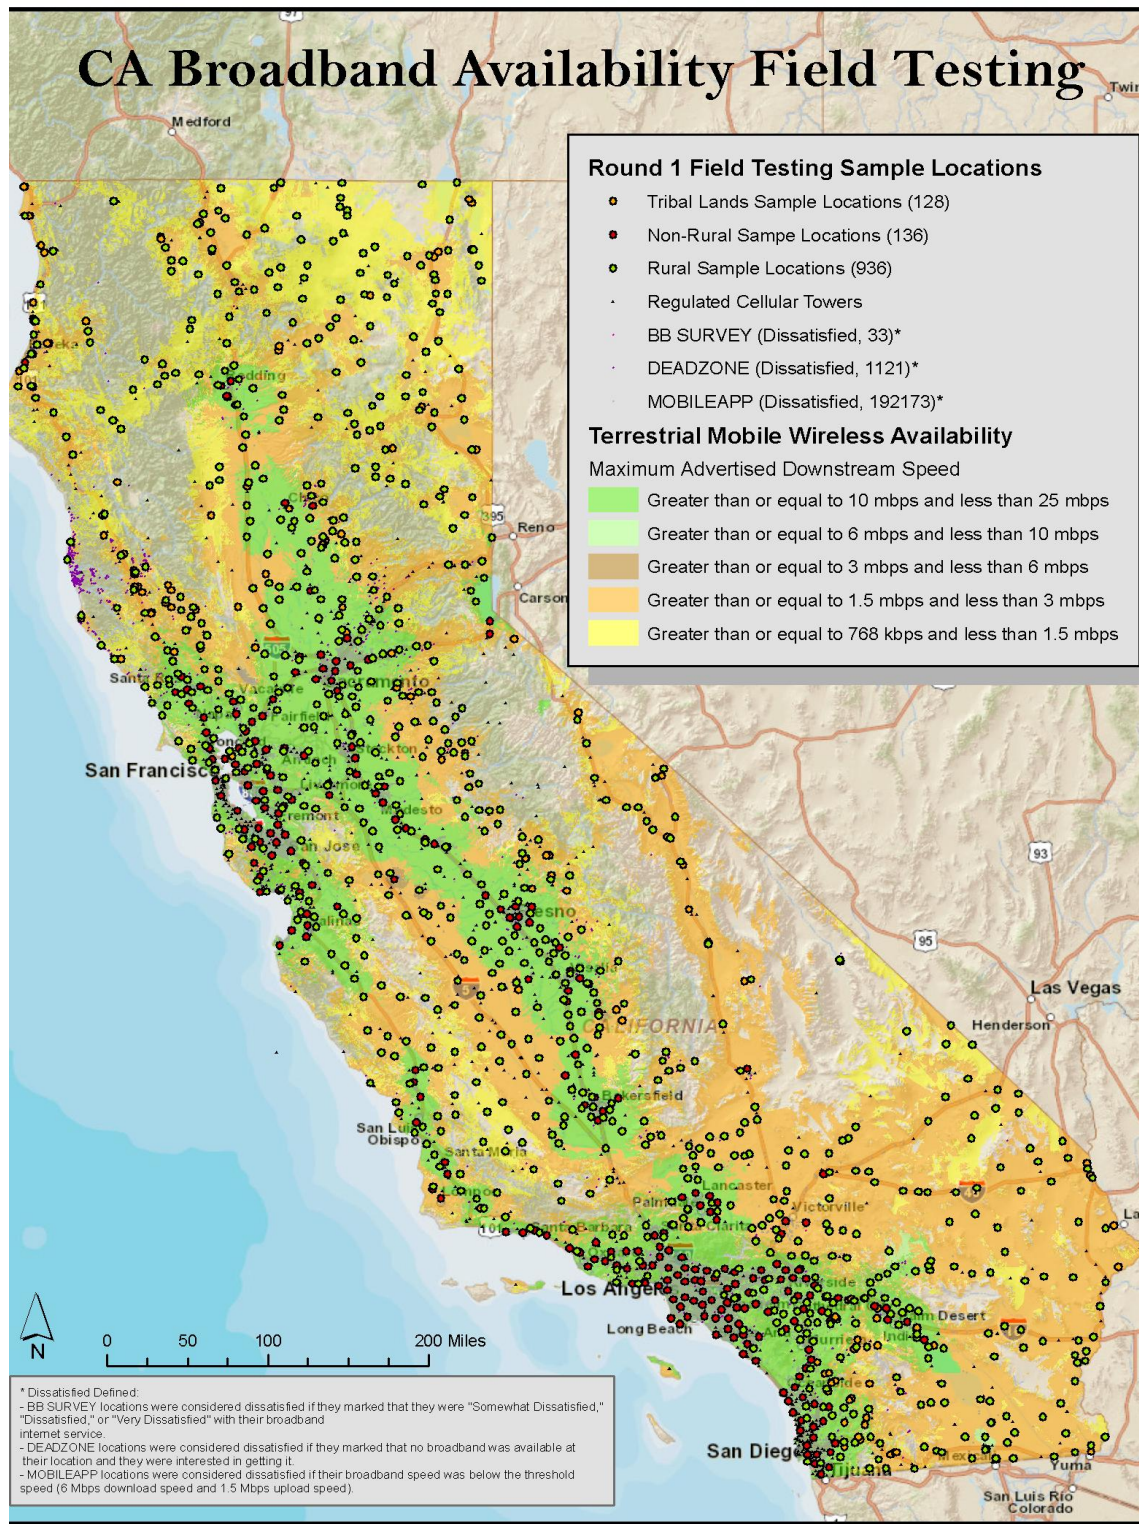 97
CA Broadband Availability Field Testing
Medford
Round 1 Field Testing Sample Locations
Tribal Lands Sample Locations (128)
Non-Rural Sampe Locations (136)
Rural Sample Locations (936)
Regulated Cellular Towers
BB SURVEY (Dissatisfied, 33)*
DEADZONE (Dissatisfied, 1121)*
MOBILEAPP (Dissatisfied, 192173)*
Terrestrial Mobile Wireless Availability
Maximum Advertised Downstream Speed
Greater than or equal to 10 mbps and less than 25 mbps
Greater than or equal to 6 mbps and less than 10 mbps
Greater than or equal to 3 mbps and less than 6 mbps
Greater than or equal to 1.5 mbps and less than 3 mbps
Greater than or equal to 768 kbps and less than 1.5 mbps
395
Reno
Carson
Vacaville
Fairfield
Sacramento
Stockton
San Francisco
Modesto
San Jose
93
95
Las Vegas
Henderson
CALIFORNIA
Bakersfield
San Luis
Obispo
Santa Maria
Lancaster
Victorville
101
Santa Barbara
Santa Clarita
Los Angeles
Long Beach
Palm Desert
San Diego
Tijuana
Mexicali
Yuma
San Luis Río
Colorado
N
0 50 100 200 Miles
* Dissatisfied Defined:
- BB SURVEY locations were considered dissatisfied if they marked that they were "Somewhat Dissatisfied,"
"Dissatisfied," or "Very Dissatisfied" with their broadband
internet service.
- DEADZONE locations were considered dissatisfied if they marked that no broadband was available at
their location and they were interested in getting it.
- MOBILEAPP locations were considered dissatisfied if their broadband speed was below the threshold
speed (6 Mbps download speed and 1.5 Mbps upload speed).